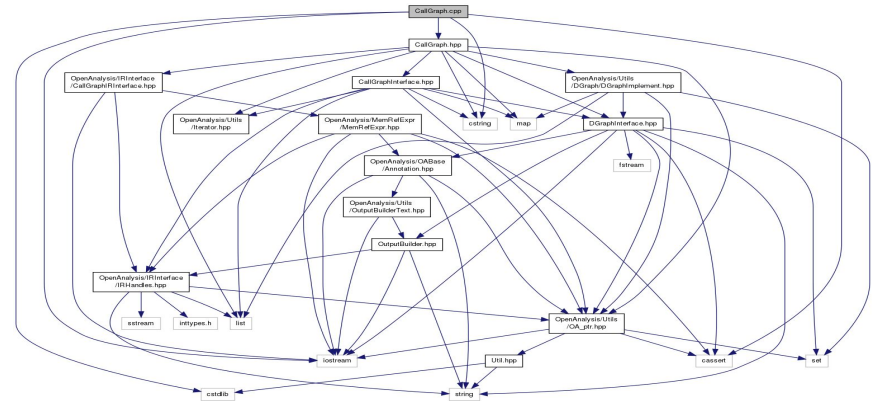 CallGraph.cpp
CallGraph.hpp
OpenAnalysis/IRInterface
/CallGraphIRInterface.hpp
CallGraphInterface.hpp
OpenAnalysis/Utils
/DGraph/DGraphImplement.hpp
OpenAnalysis/Utils
/Iterator.hpp
OpenAnalysis/MemRefExpr
/MemRefExpr.hpp
cstring
map
DGraphInterface.hpp
OpenAnalysis/OABase
/Annotation.hpp
fstream
OpenAnalysis/Utils
/OutputBuilderText.hpp
OutputBuilder.hpp
OpenAnalysis/IRInterface
/IRHandles.hpp
sstream
inttypes.h
list
OpenAnalysis/Utils
/OA_ptr.hpp
iostream
Util.hpp
cassert
set
cstdlib
string